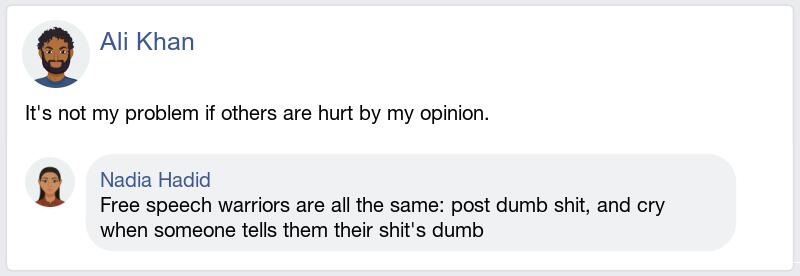 Ali Khan
It's not my problem if others are hurt by my opinion.
Nadia Hadid
Free speech warriors are all the same: post dumb shit, and cry
when someone tells them their shit's dumb